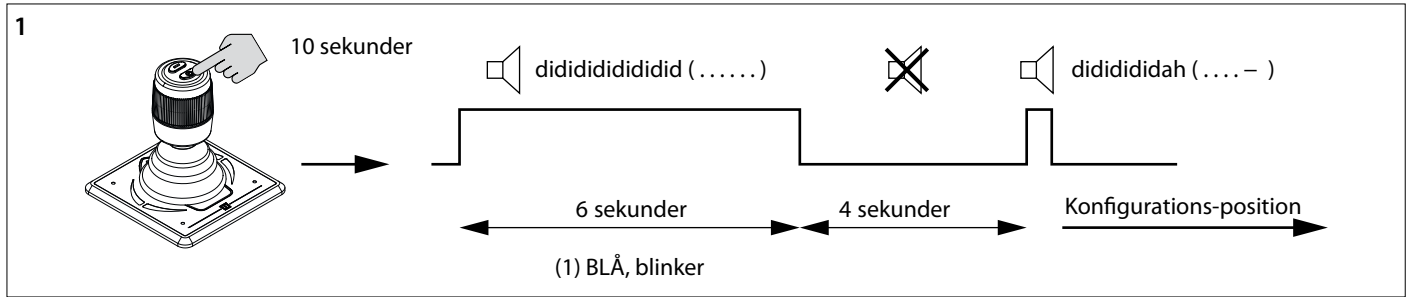 1
10 sekunder
didididididididid ( . . . . . . )
didididididah ( . . . . – )
6 sekunder
4 sekunder
Konfigurations-position
(1) BLÅ, blinker